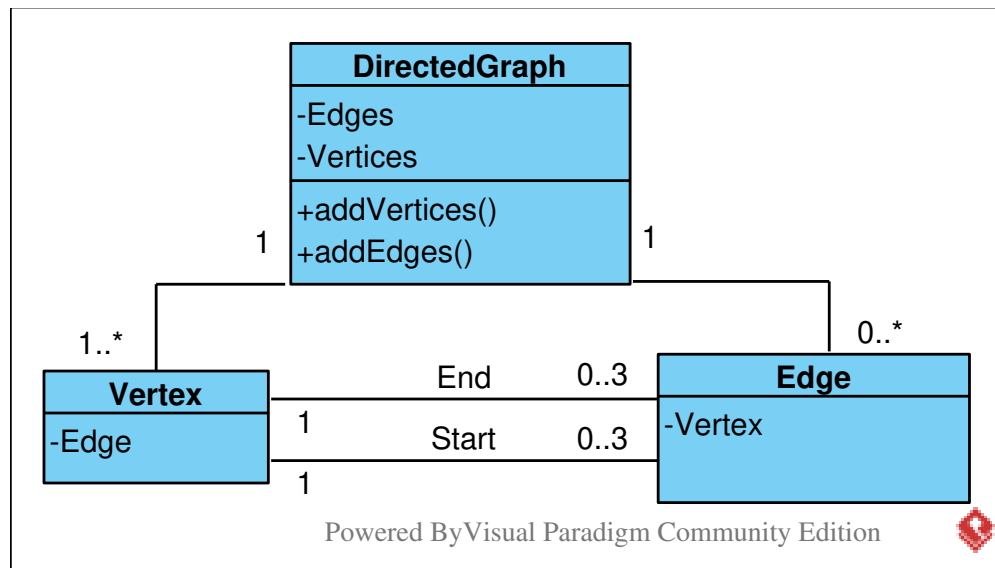 DirectedGraph
-Edges
-Vertices
+addVertices()
+addEdges()
1
1
1..*
0..*
Vertex
-Edge
End
0..3
1
Start
0..3
1
Edge
-Vertex
Powered ByVisual Paradigm Community Edition